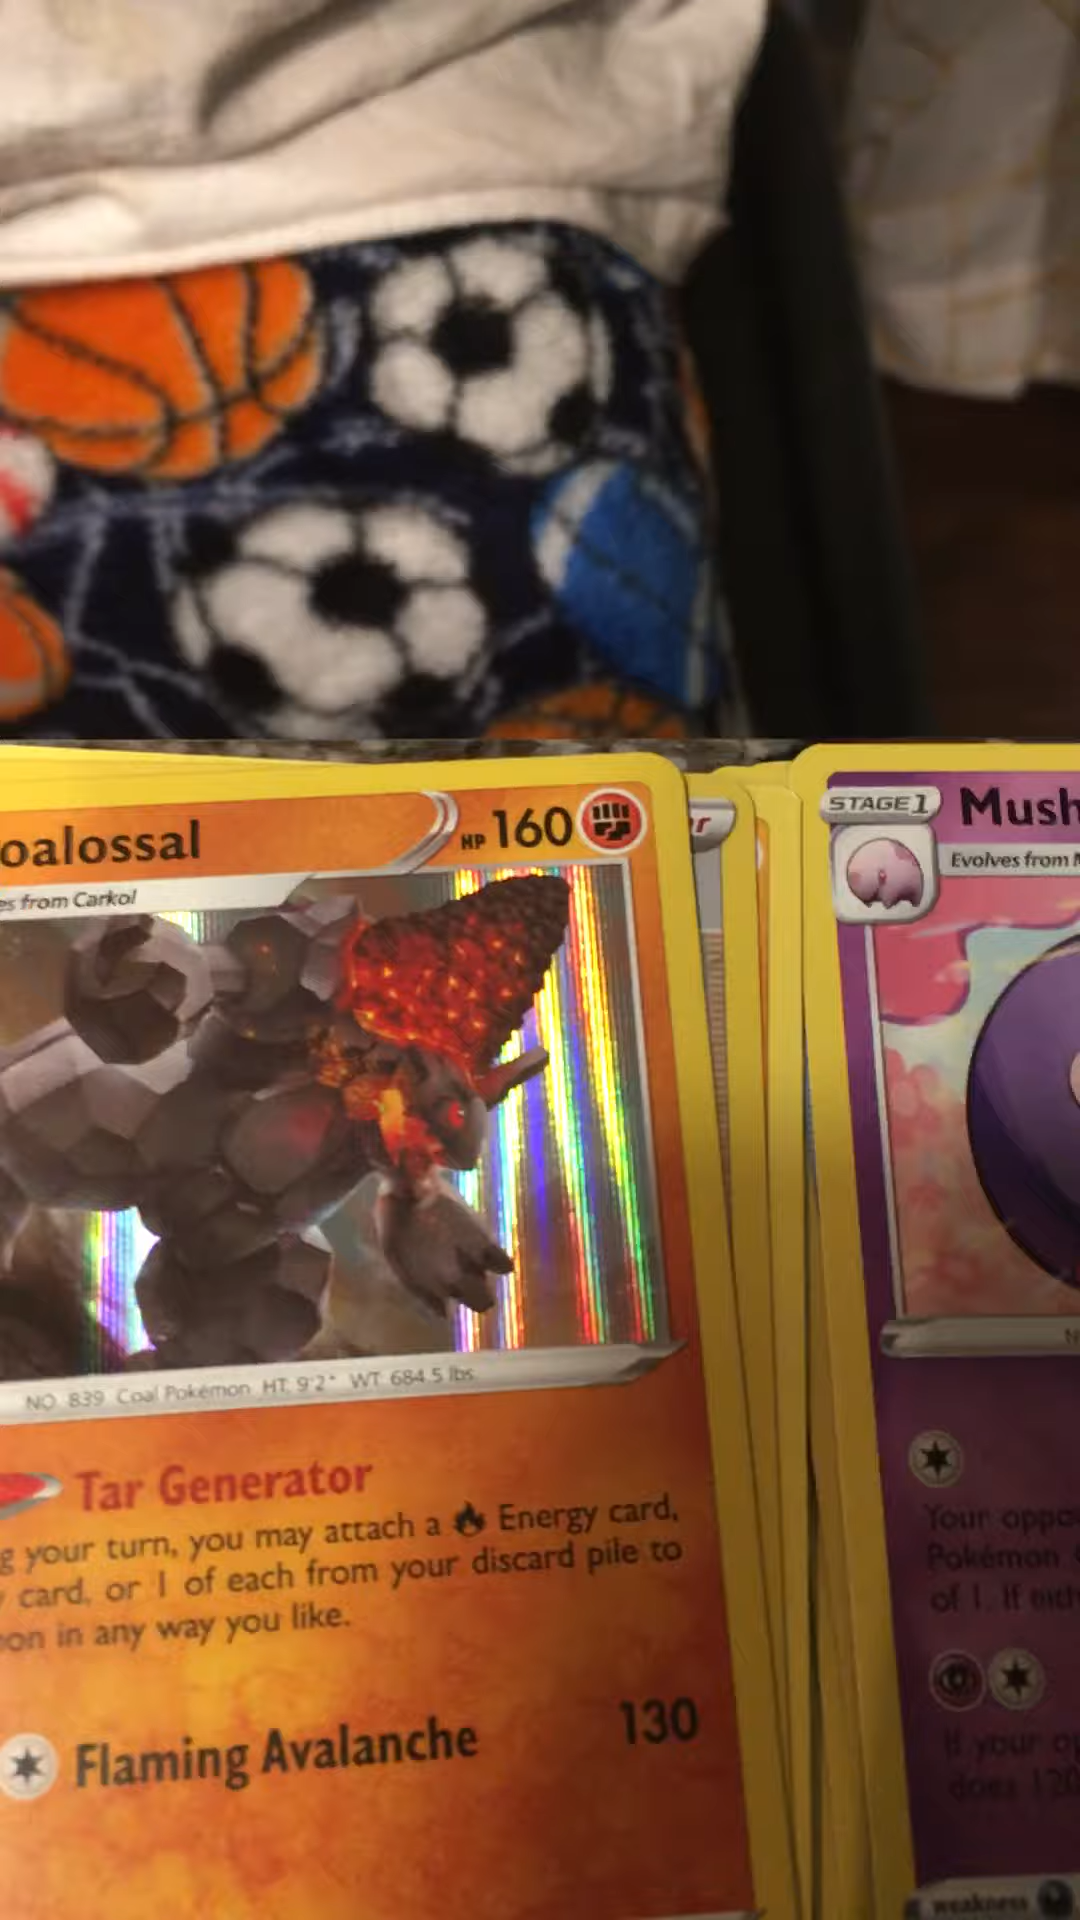 oalossal
HP 160
es from Carkol
NO. 839 Coal Pokémon HT. 9'2" WT. 684.5 lbs.
Tar Generator
g your turn, you may attach a Energy card,
card, or 1 of each from your discard pile to
on in any way you like.
Flaming Avalanche 130
r
STAGE 1
Mush
Evolves from M
N
Your oppo
Pokémon
of 1. If eith
If your op
does 120
weakness